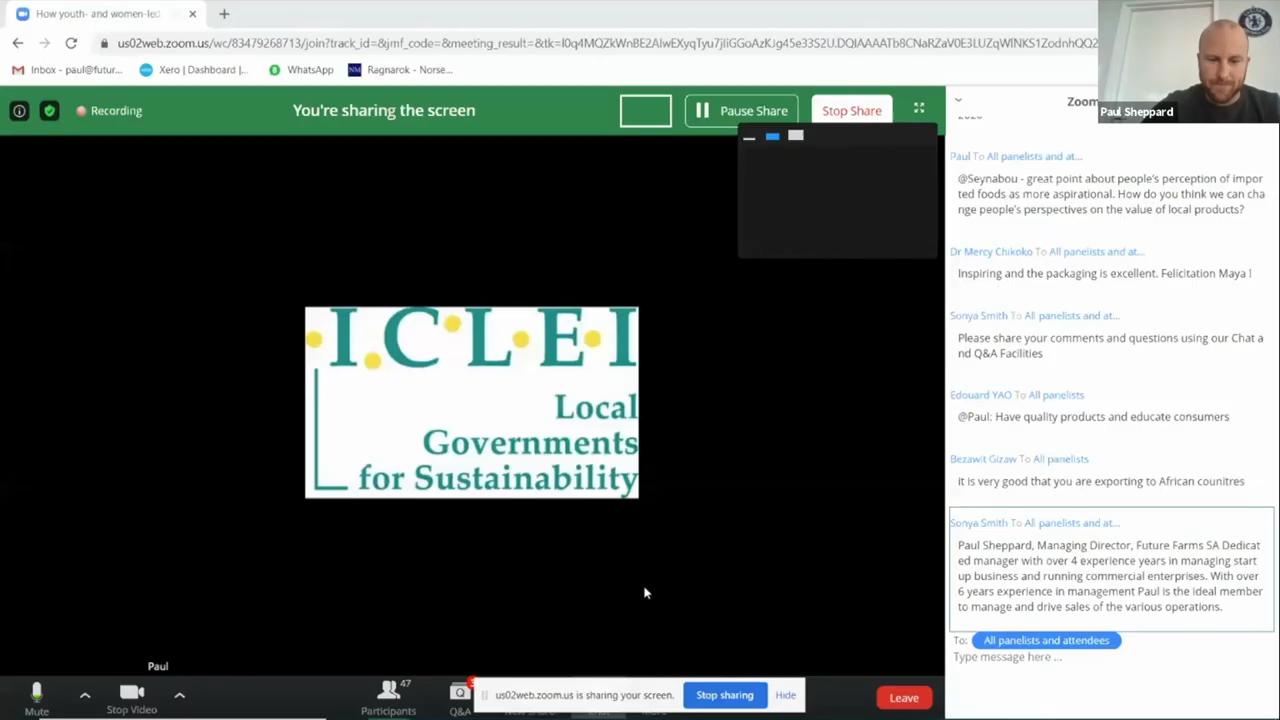 How youth- and women-led
us02web.zoom.us/wc/83479268713/join?track_id=&jmf_code=&meeting_result=&tk=
Inbox - paul@futur...
Xero | Dashboard |...
WhatsApp
NM
Ragnarok - Norse...
Recording
You're sharing the screen
Pause Share
Stop Share
Zoom
Paul Sheppard
Paul To All panelists and at...
@Seynabou - great point about people's perception of impor
ted foods as more aspirational. How do you think we can cha
nge people's perspectives on the value of local products?
Dr Mercy Chikoko To All panelists and at...
Inspiring and the packaging is excellent. Felicitation Maya !
Sonya Smith To All panelists and at...
Please share your comments and questions using our Chat a
nd Q&A Facilities
Edouard YAO To All panelists
@Paul: Have quality products and educate consumers
Bezawit Gizaw To All panelists
it is very good that you are exporting to African counitres
Sonya Smith To All panelists and at...
Paul Sheppard, Managing Director, Future Farms SA Dedicat
ed manager with over 4 experience years in managing start
up business and running commercial enterprises. With over
6 years experience in management Paul is the ideal member
to manage and drive sales of the various operations.
To: All panelists and attendees
Type message here ...
I.C.L.E.I
Local
Governments
for Sustainability
Paul
Mute
Stop Video
47
Participants
Q&A
us02web.zoom.us is sharing your screen.
Stop sharing
Hide
Leave